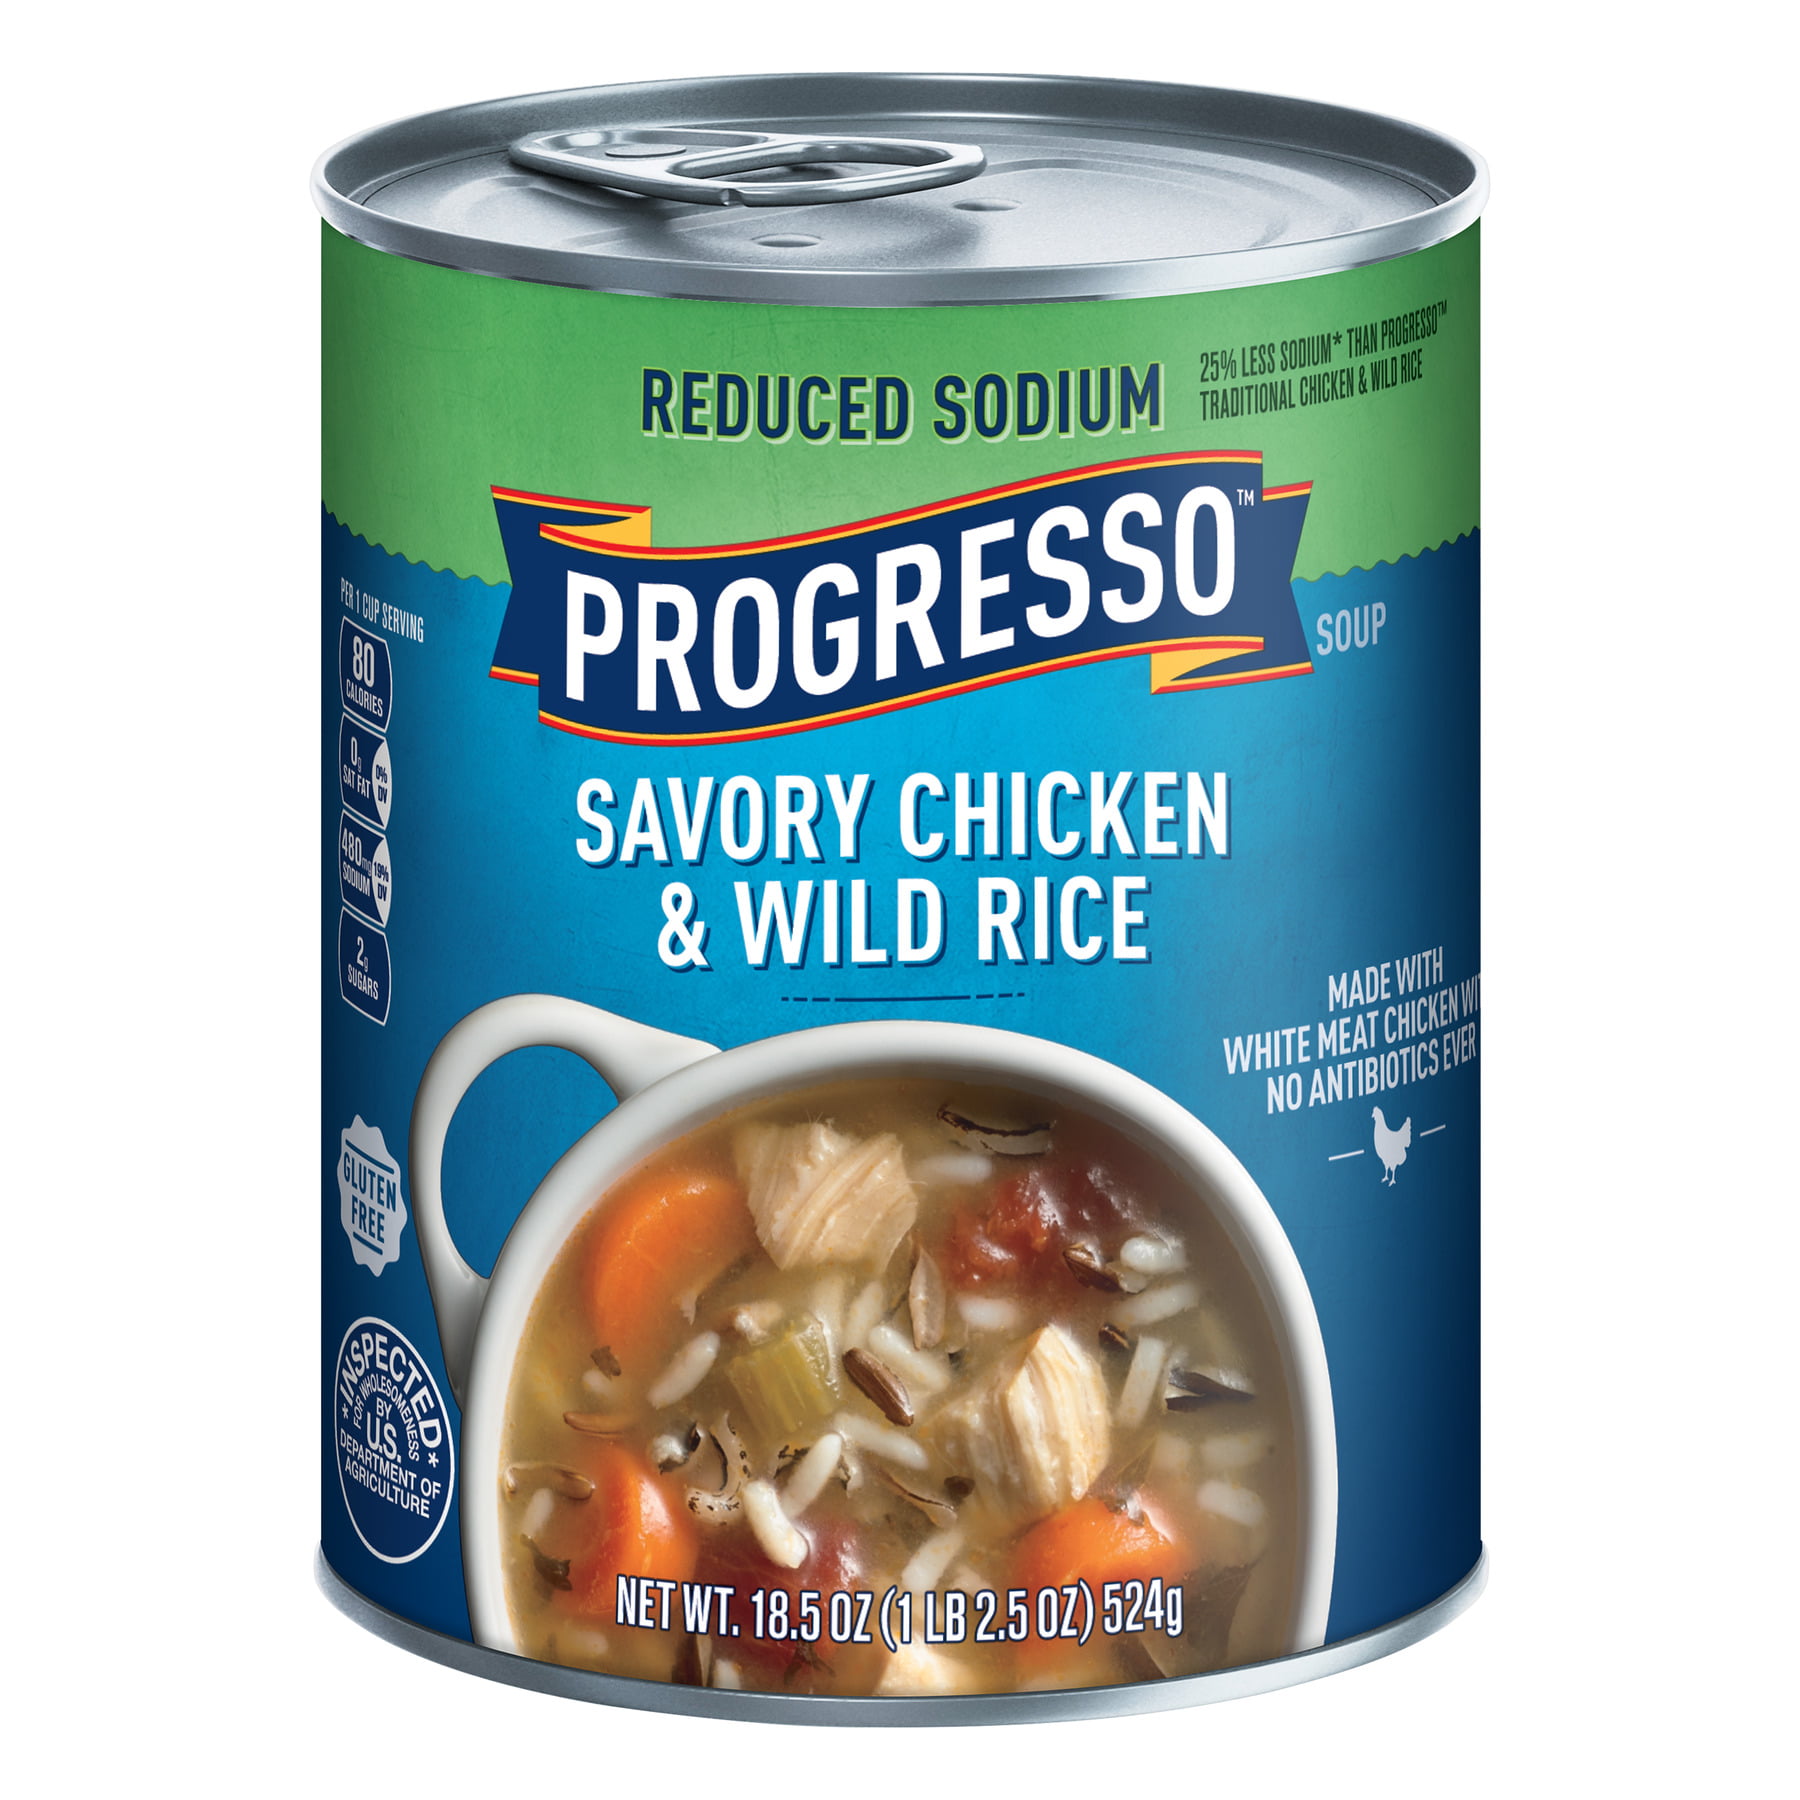 REDUCED SODIUM
25% LESS SODIUM* THAN PROGRESSO™
TRADITIONAL CHICKEN & WILD RICE
PROGRESSO™
SOUP
PER 1 CUP SERVING
80
CALORIES
0g
SAT FAT
0%
DV
480mg
SODIUM
19%
DV
2g
SUGARS
SAVORY CHICKEN
& WILD RICE
MADE WITH
WHITE MEAT CHICKEN WI
NO ANTIBIOTICS EVER
GLUTEN
FREE
*INSPECTED*
FOR WHOLESOMENESS
BY
U.S.
DEPARTMENT OF
AGRICULTURE
NET WT. 18.5 OZ (1 LB 2.5 OZ) 524g